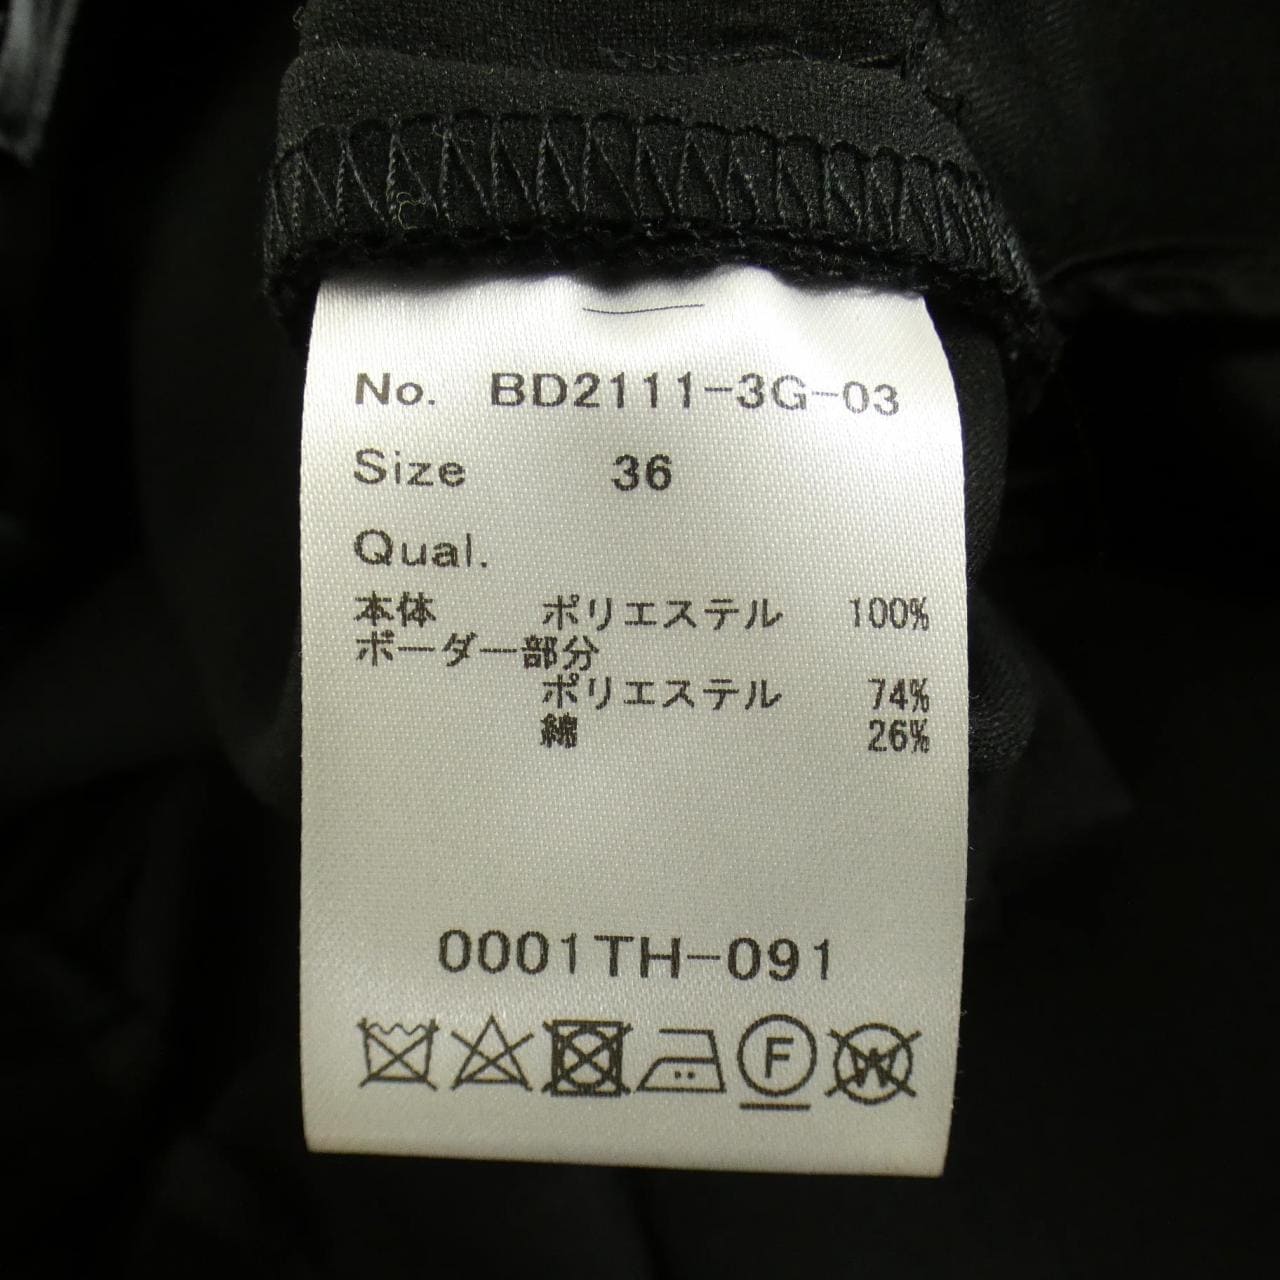 No. BD2111-3G-03
Size 36
Qual.
本体 ポリエステル 100%
ボーダー部分
ポリエステル 74%
綿 26%
0001TH-091
F W